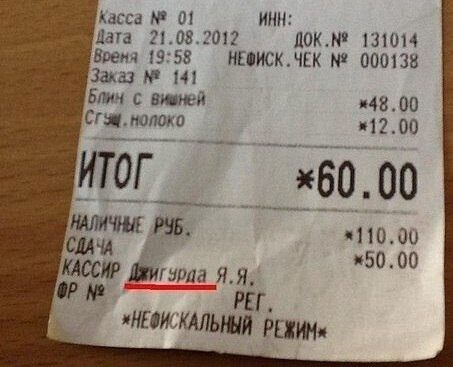 Касса № 01 ИНН:
Дата 21.08.2012 ДОК.№ 131014
Время 19:58 НЕФИСК.ЧЕК № 000138
Заказ № 141
Блин с вишней *48.00
Сгущ.молоко *12.00
ИТОГ *60.00
НАЛИЧНЫЕ РУБ. *110.00
СДАЧА *50.00
КАССИР Джигурда Я.Я.
ФР № РЕГ.
*НЕФИСКАЛЬНЫЙ РЕЖИМ*